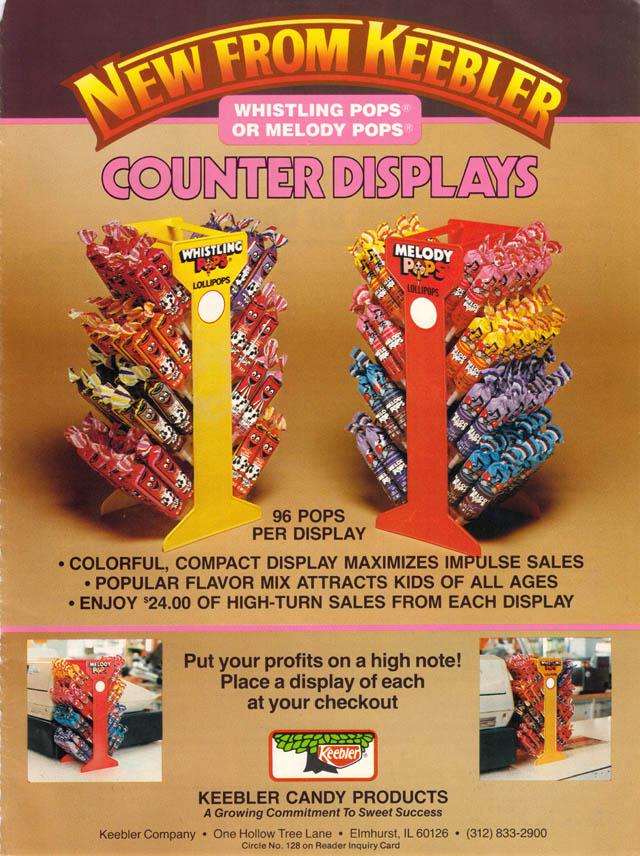 NEW FROM KEEBLER
WHISTLING POPS®
OR MELODY POPS®
COUNTER DISPLAYS
WHISTLING
POPS
LOLLIPOPS
MELODY
POPS
LOLLIPOPS
96 POPS
PER DISPLAY
• COLORFUL, COMPACT DISPLAY MAXIMIZES IMPULSE SALES
• POPULAR FLAVOR MIX ATTRACTS KIDS OF ALL AGES
• ENJOY $24.00 OF HIGH-TURN SALES FROM EACH DISPLAY
MELODY
POPS
Put your profits on a high note!
Place a display of each
at your checkout
Keebler®
KEEBLER CANDY PRODUCTS
A Growing Commitment To Sweet Success
Keebler Company • One Hollow Tree Lane • Elmhurst, IL 60126 • (312) 833-2900
Circle No. 128 on Reader Inquiry Card